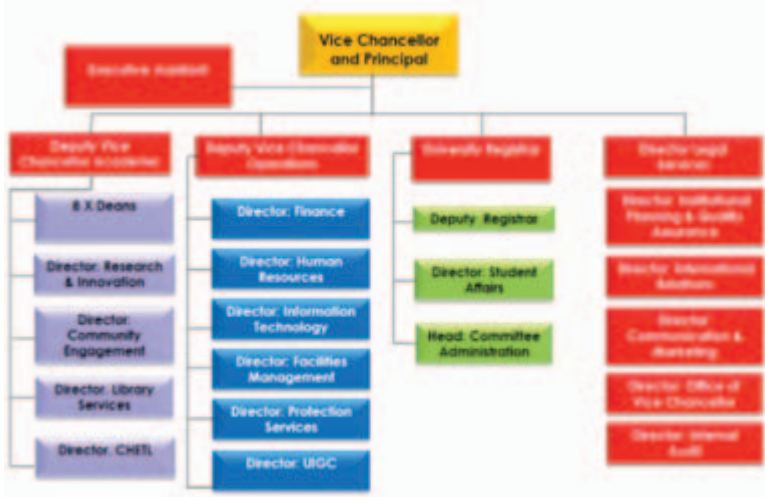 Vice Chancellor
and Principal
Executive Assistant
Deputy Vice
Chancellor Academic
8 X Deans
Director: Research
& Innovation
Director:
Community
Engagement
Director: Library
Services
Director: CHETL
Deputy Vice Chancellor
Operations
Director: Finance
Director: Human
Resources
Director: Information
Technology
Director: Facilities
Management
Director: Protection
Services
Director: UIGC
University Registrar
Deputy Registrar
Director: Student
Affairs
Head: Committee
Administration
Director Legal
Services
Director: Institutional
Planning & Quality
Assurance
Director: International
Relations
Director:
Communication &
Marketing
Director: Office of
Vice Chancellor
Director: Internal
Audit